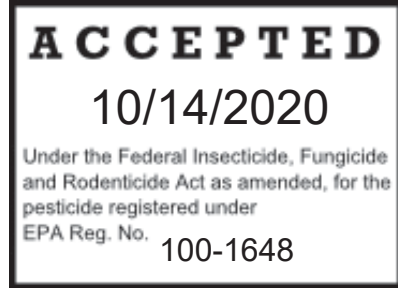 ACCEPTED
10/14/2020
Under the Federal Insecticide, Fungicide
and Rodenticide Act as amended, for the
pesticide registered under
EPA Reg. No. 100-1648